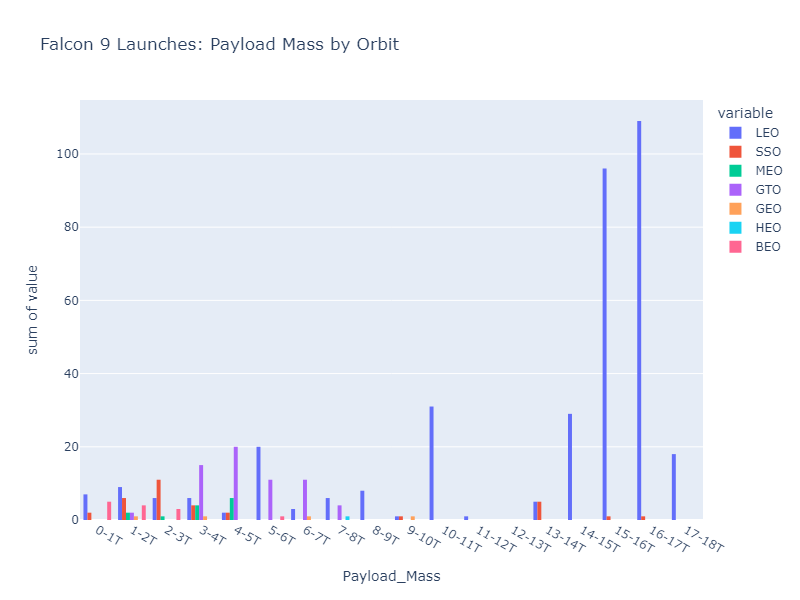 Falcon 9 Launches: Payload Mass by Orbit
variable
LEO
SSO
MEO
GTO
GEO
HEO
BEO
sum of value
100
80
60
40
20
0
0-1T
1-2T
2-3T
3-4T
4-5T
5-6T
6-7T
7-8T
8-9T
9-10T
10-11T
11-12T
12-13T
13-14T
14-15T
15-16T
16-17T
17-18T
Payload_Mass